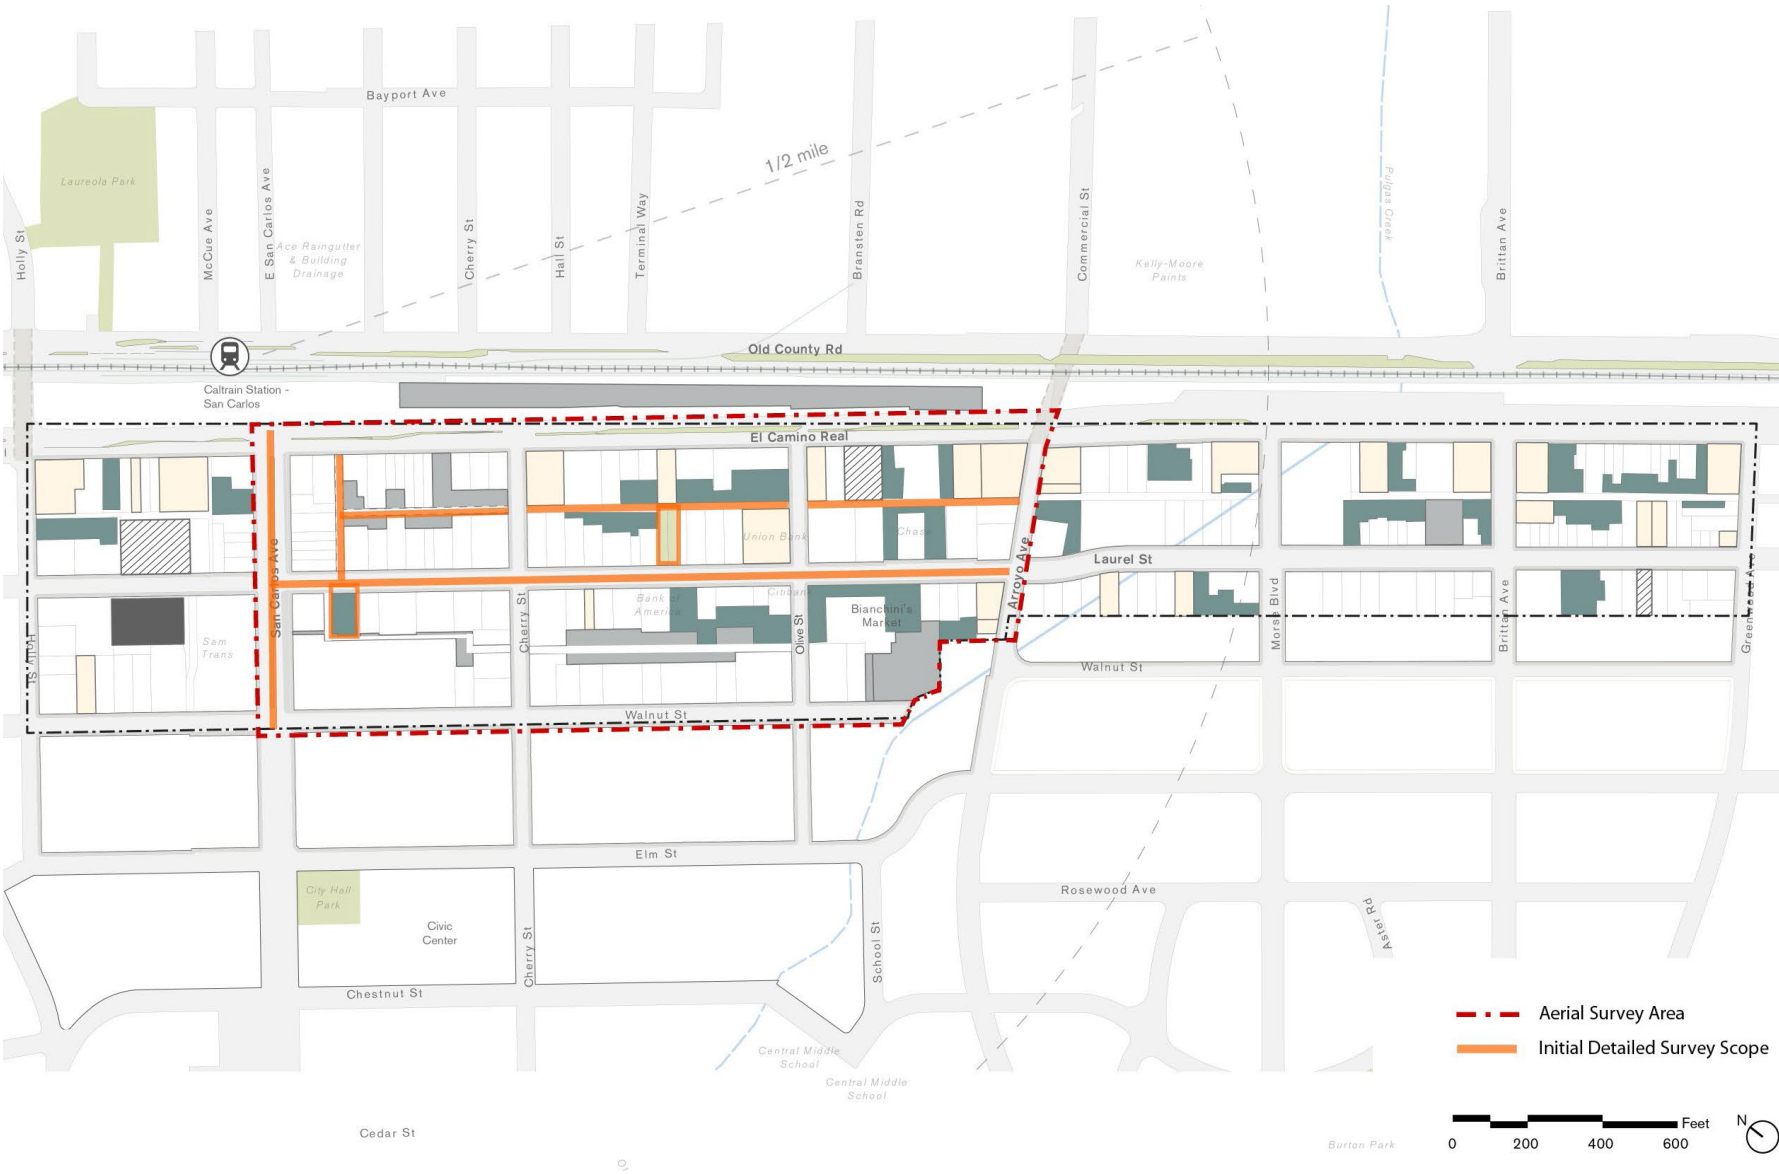 Bayport Ave
1/2 mile
Laureola Park
Holly St
McCue Ave
E San Carlos Ave
Ace Raingutter
& Building
Drainage
Cherry St
Hall St
Terminal Way
Bransten Rd
Commercial St
Kelly-Moore
Paints
Pulgas Creek
Brittan Ave
Old County Rd
Caltrain Station -
San Carlos
El Camino Real
Union Bank
Chase
San Carlos Ave
Laurel St
Arroyo Ave
Bank of
America
Citibank
Bianchini's
Market
Cherry St
Olive St
Morse Blvd
Brittan Ave
Greenwood Ave
Holly St
Sam
Trans
Walnut St
Walnut St
Elm St
City Hall
Park
Civic
Center
Rosewood Ave
Aster Rd
Cherry St
School St
Chestnut St
Central Middle
School
Central Middle
School
Aerial Survey Area
Initial Detailed Survey Scope
Feet
0
200
400
600
N
Cedar St
Burton Park